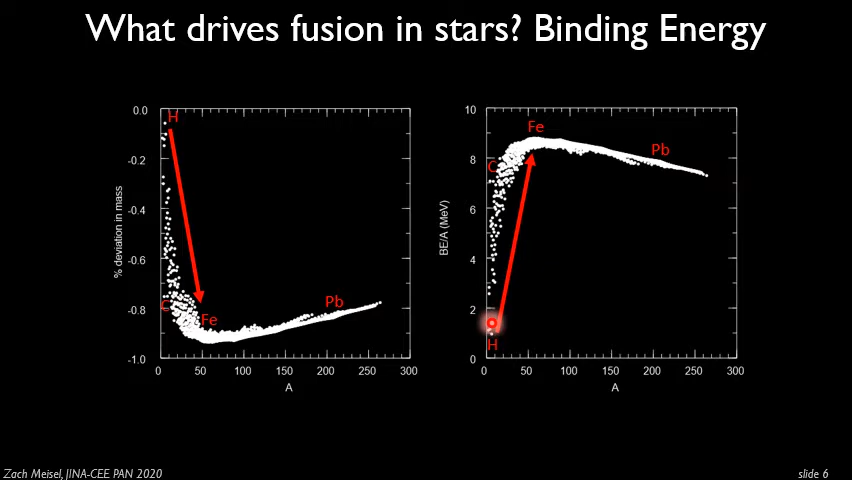 What drives fusion in stars? Binding Energy
0.0
-0.2
-0.4
-0.6
-0.8
-1.0
% deviation in mass
H
C
Fe
Pb
0 50 100 150 200 250 300
A
10
8
6
4
2
0
BE/A (MeV)
Fe
Pb
C
H
0 50 100 150 200 250 300
A
Zach Meisel, JINA-CEE PAN 2020
slide 6